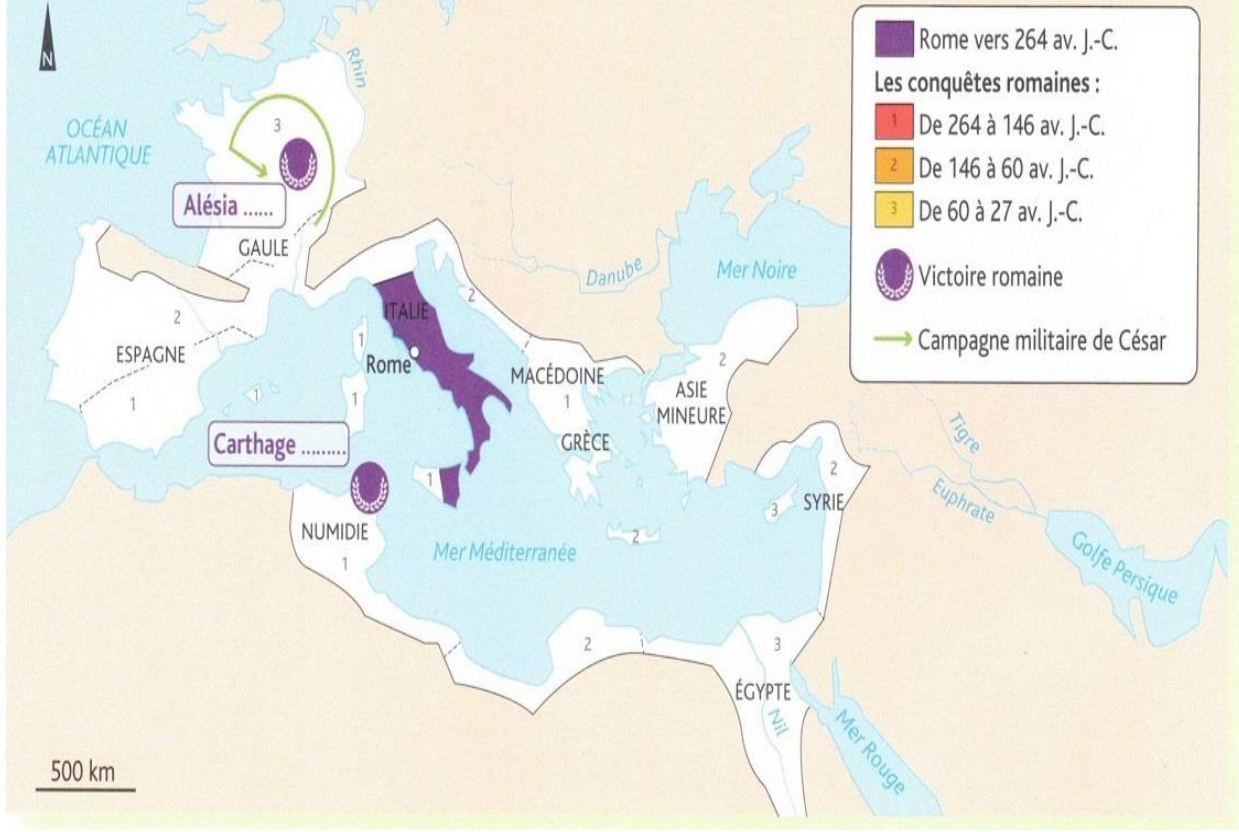 N
OCÉAN
ATLANTIQUE
Rhin
3
Alésia ......
GAULE
2
ESPAGNE
1
1
1
1
Carthage .........
NUMIDIE
1
ITALIE
Rome
1
Mer Méditerranée
2
Danube
Mer Noire
MACÉDOINE
1
GRÈCE
2
ASIE
MINEURE
2
3
2
SYRIE
Tigre
Euphrate
Golfe Persique
2
3
ÉGYPTE
Nil
Mer Rouge
500 km
Rome vers 264 av. J.-C.
Les conquêtes romaines :
1 De 264 à 146 av. J.-C.
2 De 146 à 60 av. J.-C.
3 De 60 à 27 av. J.-C.
Victoire romaine
Campagne militaire de César